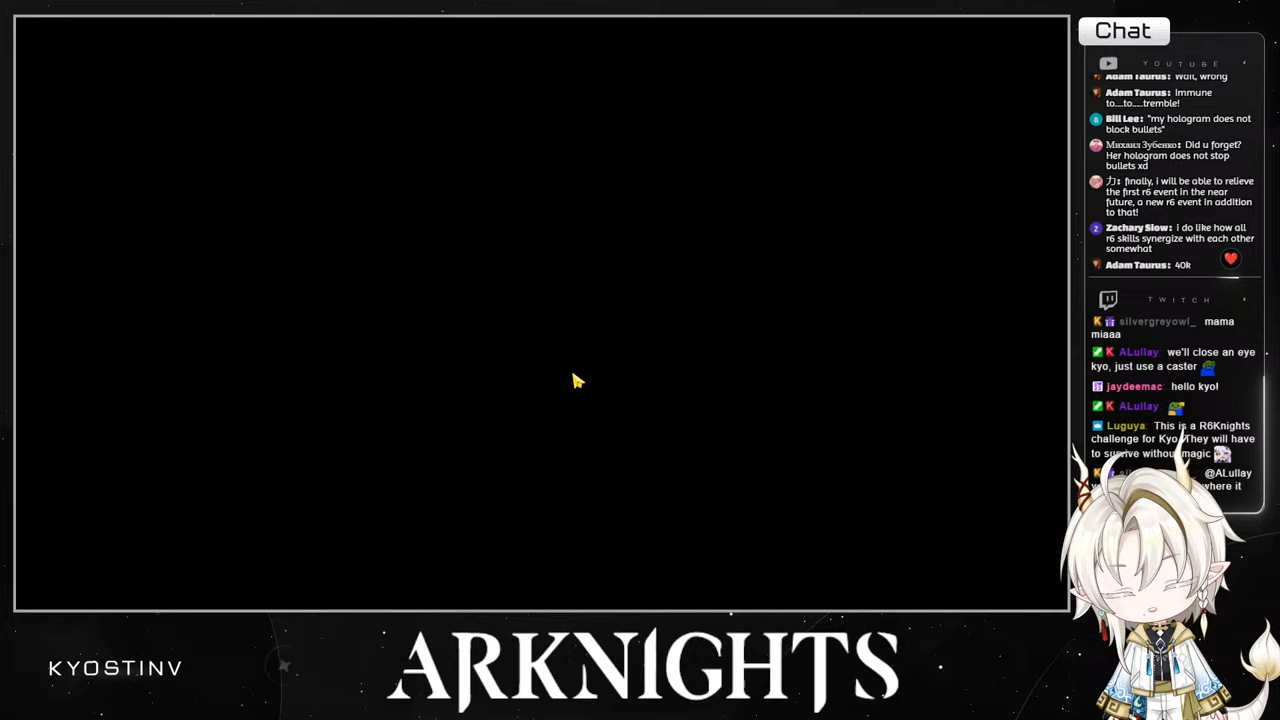 Chat
YOUTUBE
Adam Taurus: Wait, wrong
Adam Taurus: Immune
to....to.....tremble!
Bill Lee: "my hologram does not
block bullets"
Михаил Зубенко: Did u forget?
Her hologram does not stop
bullets xd
力: finally, i will be able to relieve
the first r6 event in the near
future, a new r6 event in addition
to that!
Zachary Siow: i do like how all
r6 skills synergize with each other
somewhat
Adam Taurus: 40k
TWITCH
silvergreyowl_ mama
miaaa
ALullay we'll close an eye
kyo, just use a caster
jaydeemac: hello kyo!
ALullay
Luguya: This is a R6Knights
challenge for Kyo. They will have
to survive without magic
@ALullay
where it
KYOSTINV
ARKNIGHTS